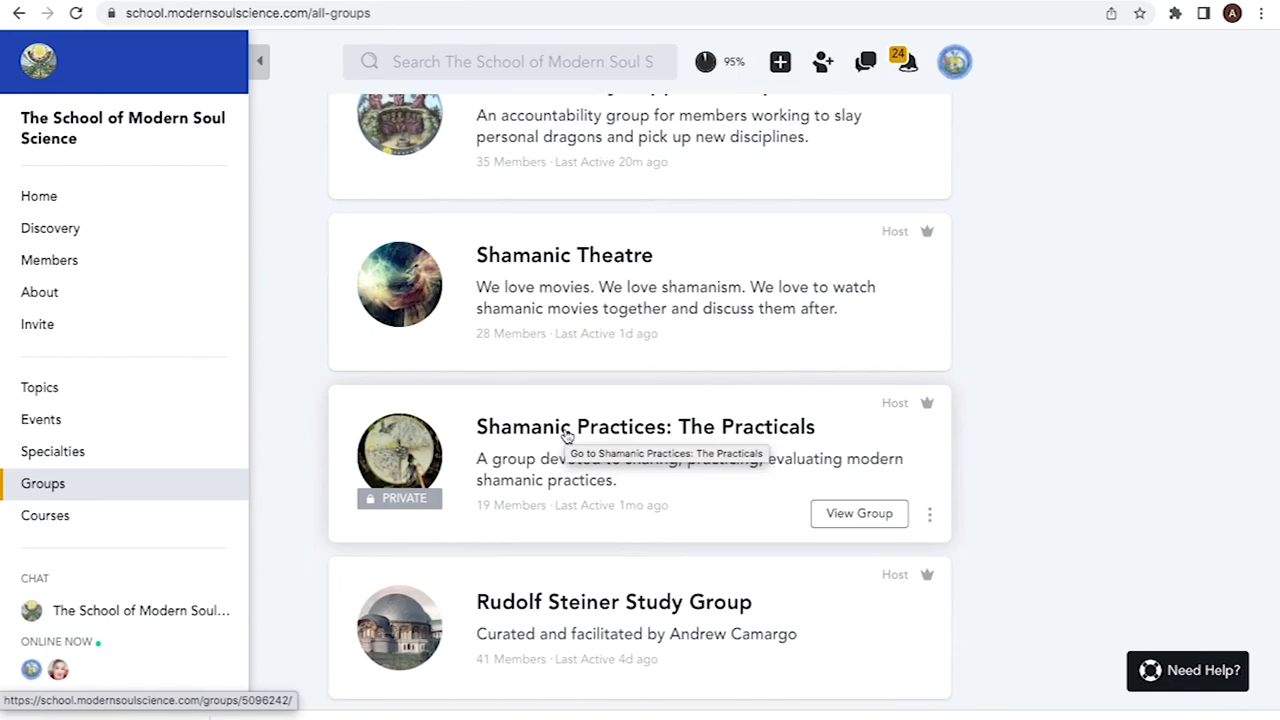 school.modernsoulscience.com/all-groups
A
Search The School of Modern Soul S
95%
24
The School of Modern Soul
Science
Home
Discovery
Members
About
Invite
Topics
Events
Specialties
Groups
Courses
CHAT
The School of Modern Soul...
ONLINE NOW
https://school.modernsoulscience.com/groups/5096242/
An accountability group for members working to slay
personal dragons and pick up new disciplines.
35 Members · Last Active 20m ago
Host
Shamanic Theatre
We love movies. We love shamanism. We love to watch
shamanic movies together and discuss them after.
28 Members · Last Active 1d ago
Host
Shamanic Practices: The Practicals
Go to Shamanic Practices: The Practicals
A group devoted to sharing, practicing, evaluating modern
shamanic practices.
PRIVATE
19 Members · Last Active 1mo ago
View Group
Host
Rudolf Steiner Study Group
Curated and facilitated by Andrew Camargo
41 Members · Last Active 4d ago
Need Help?